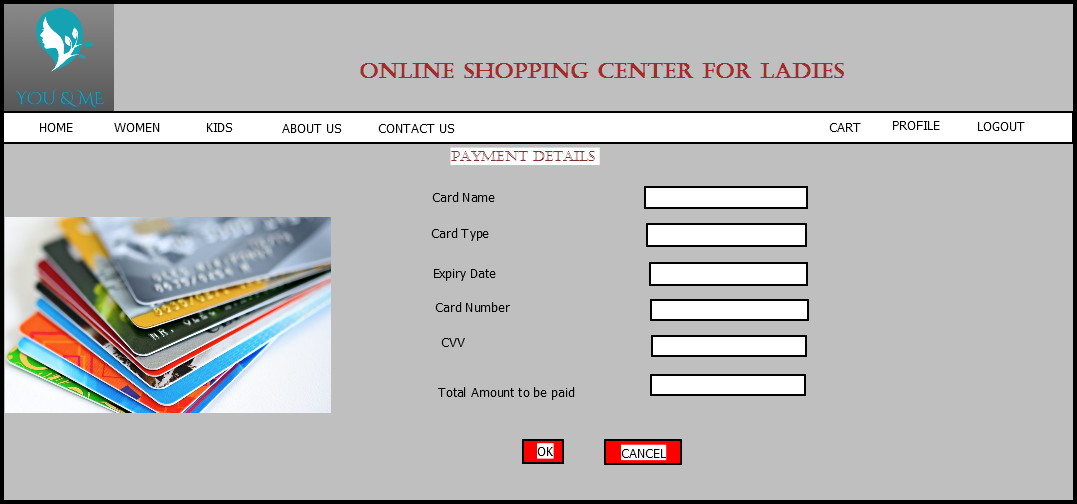 YOU & ME
ONLINE SHOPPING CENTER FOR LADIES
HOME WOMEN KIDS ABOUT US CONTACT US CART PROFILE LOGOUT
PAYMENT DETAILS
Card Name
Card Type
Expiry Date
Card Number
CVV
Total Amount to be paid
OK CANCEL